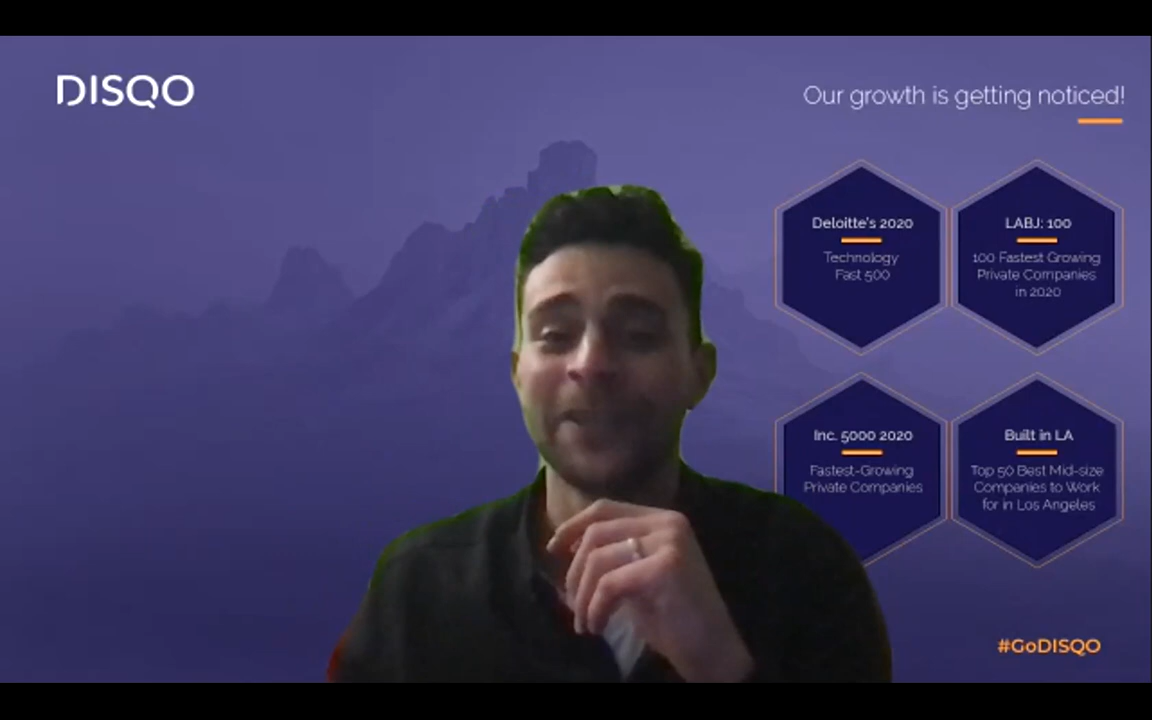 DISQO
Our growth is getting noticed!
Deloitte's 2020
Technology
Fast 500
LABJ: 100
100 Fastest Growing
Private Companies
in 2020
Inc. 5000 2020
Fastest-Growing
Private Companies
Built in LA
Top 50 Best Mid-size
Companies to Work
for in Los Angeles
#GoDISQO